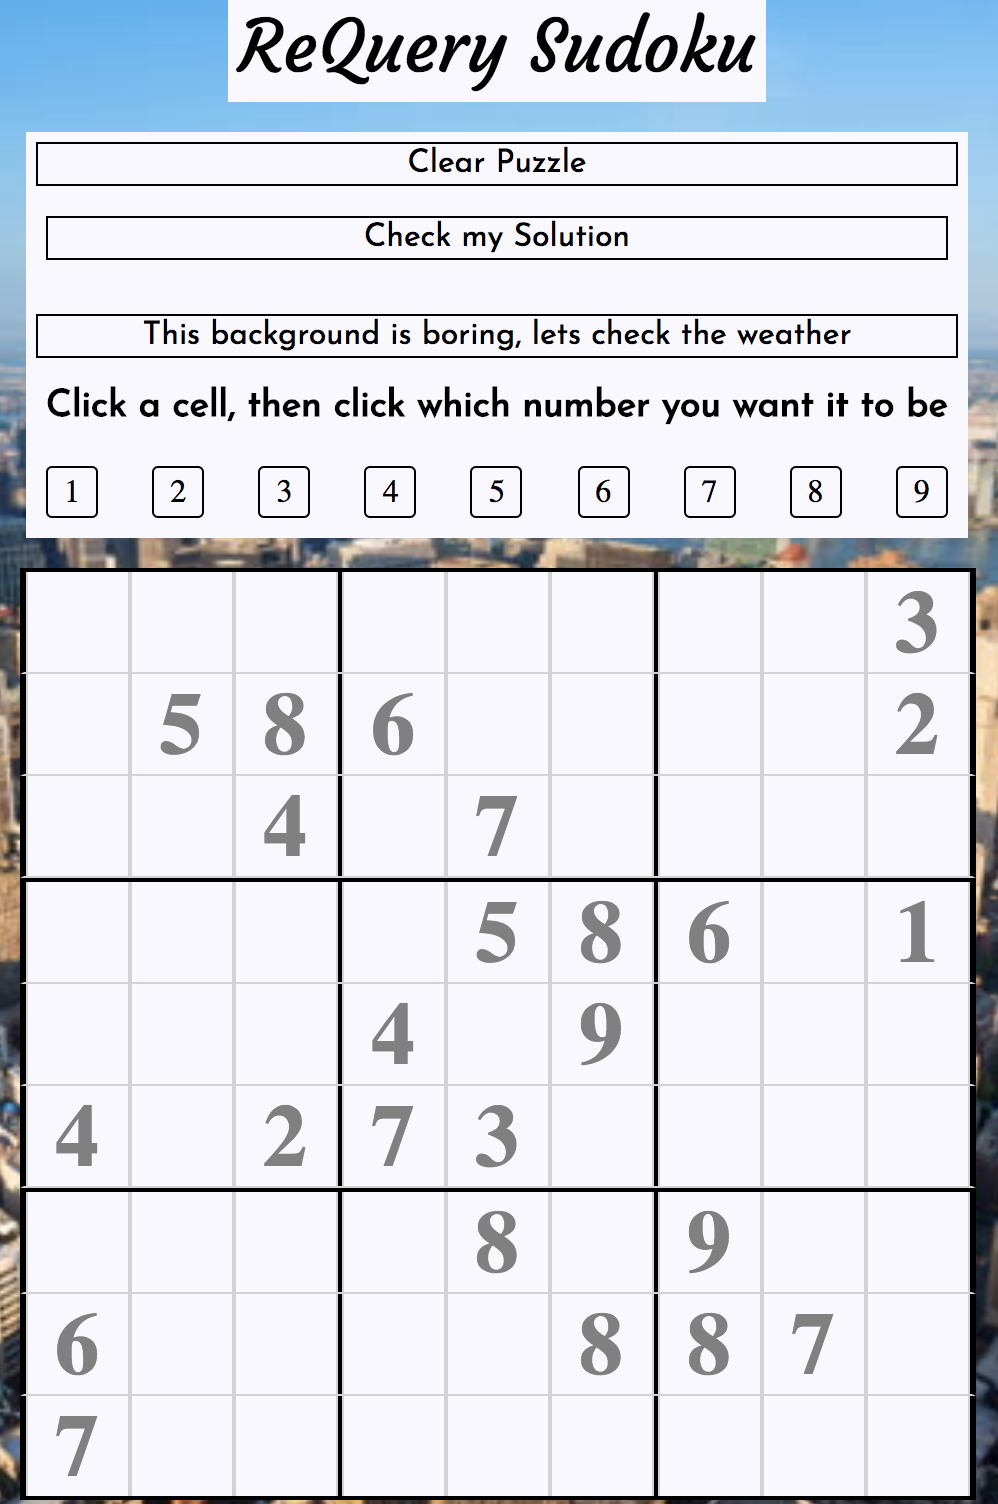 ReQuery Sudoku
Clear Puzzle
Check my Solution
This background is boring, lets check the weather
Click a cell, then click which number you want it to be
1 2 3 4 5 6 7 8 9
3
5 8 6 2
4 7
5 8 6 1
4 9
4 2 7 3
8 9
6 8 8 7
7